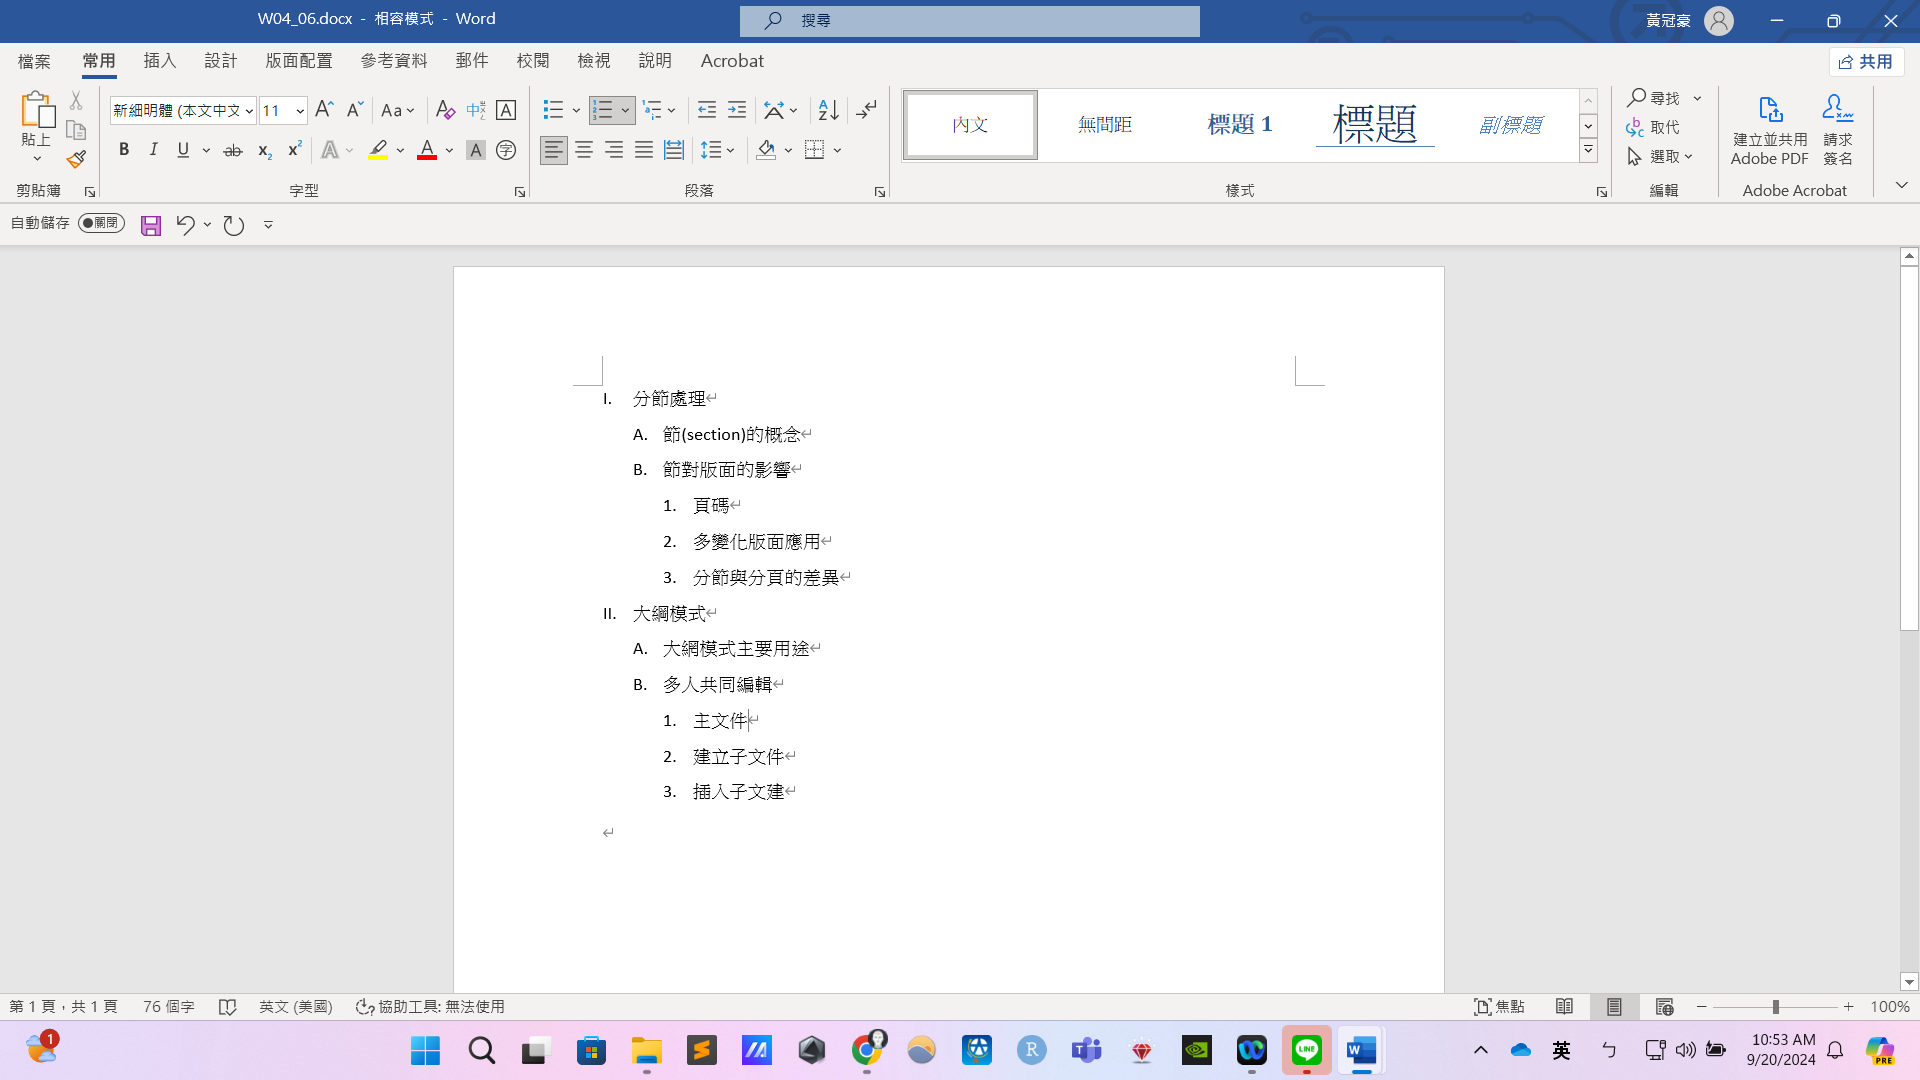 W04_06.docx - 相容模式 - Word
搜尋
黃冠豪
檔案 常用 插入 設計 版面配置 參考資料 郵件 校閱 檢視 說明 Acrobat
共用
貼上
剪貼簿
新細明體 (本文中文
11
Aa
B I U ab x₂ x²
字型
段落
內文
無間距
標題 1
標題
副標題
樣式
尋找
取代
選取
編輯
建立並共用
Adobe PDF
請求
簽名
Adobe Acrobat
自動儲存 關閉
I. 分節處理
A. 節(section)的概念
B. 節對版面的影響
1. 頁碼
2. 多變化版面應用
3. 分節與分頁的差異
II. 大綱模式
A. 大網模式主要用途
B. 多人共同編輯
1. 主文件
2. 建立子文件
3. 插入子文建
第 1 頁，共 1 頁 76 個字 英文 (美國) 協助工具: 無法使用
焦點
100%
1
英
ㄅ
10:53 AM
9/20/2024
PRE